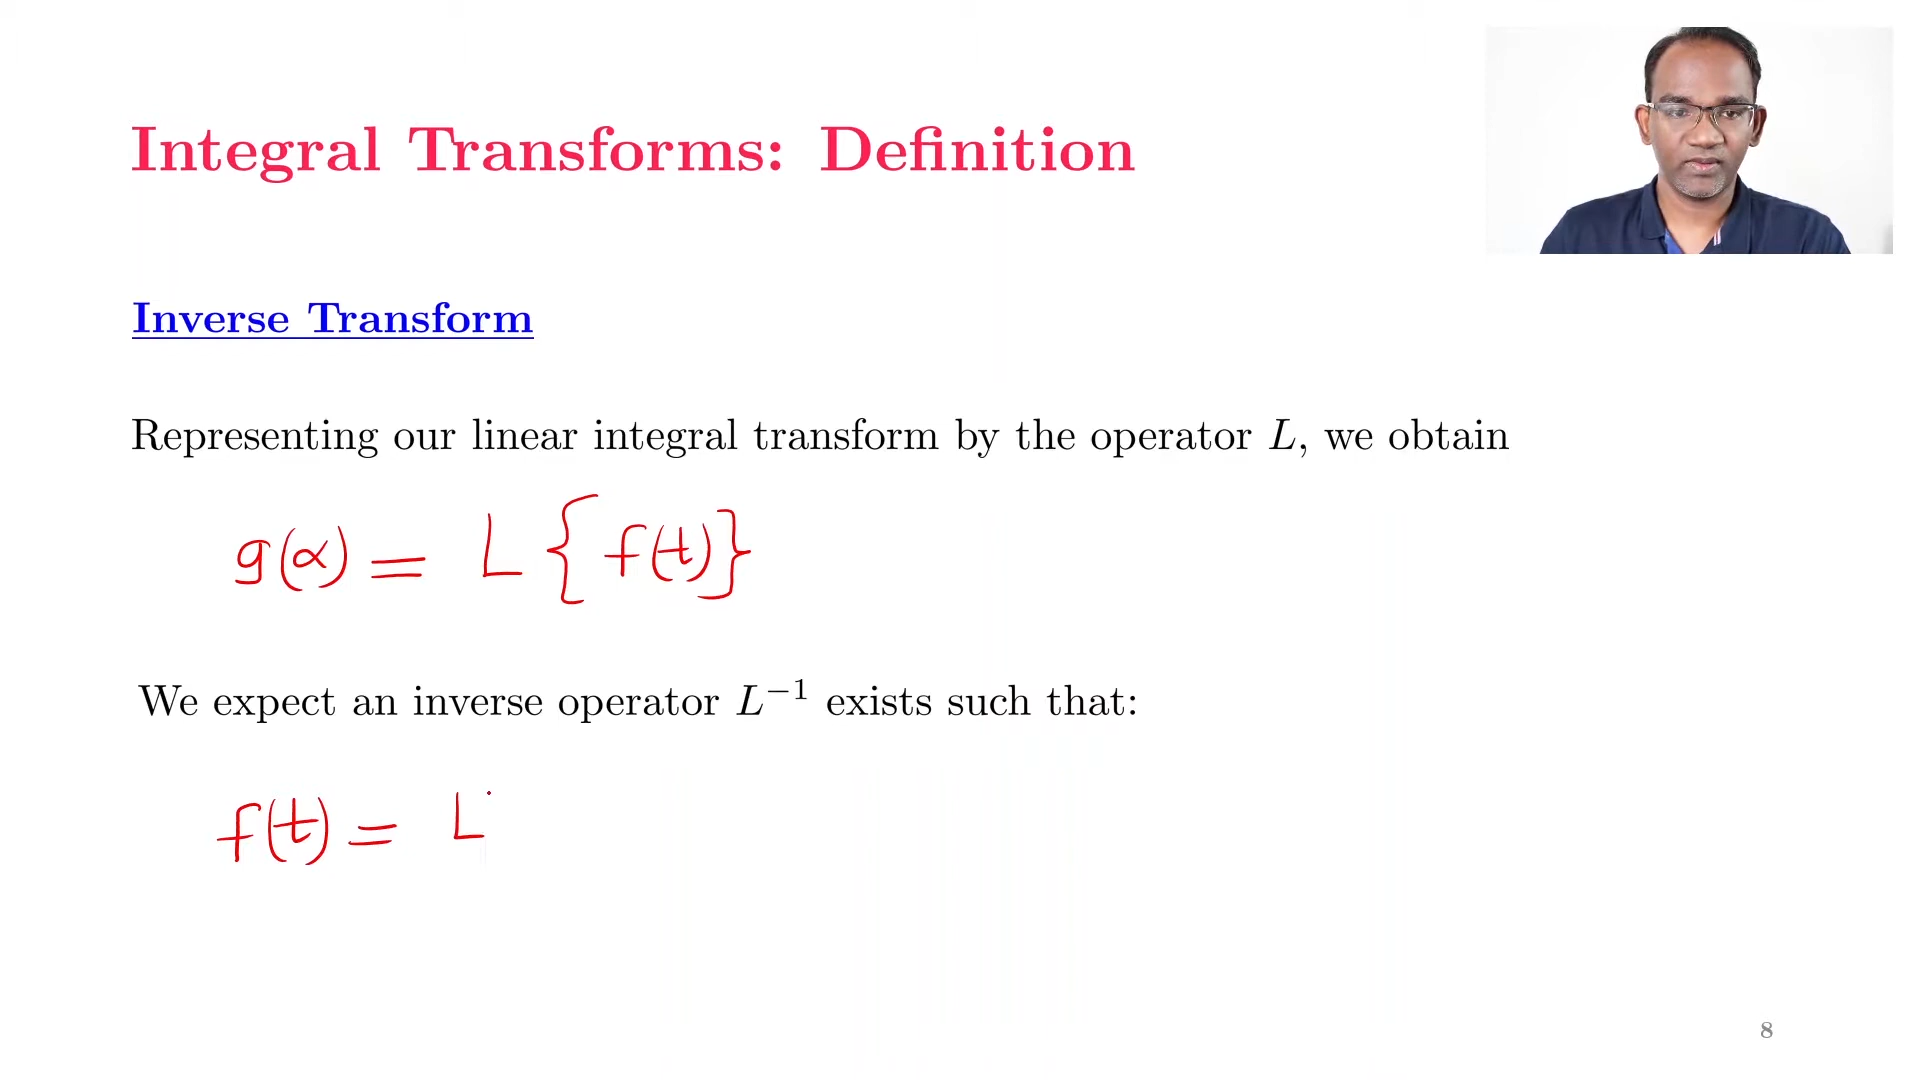 Integral Transforms: Definition
Inverse Transform
Representing our linear integral transform by the operator L, we obtain
g(α) = L { f(t) }
We expect an inverse operator L⁻¹ exists such that:
f(t) = L
8